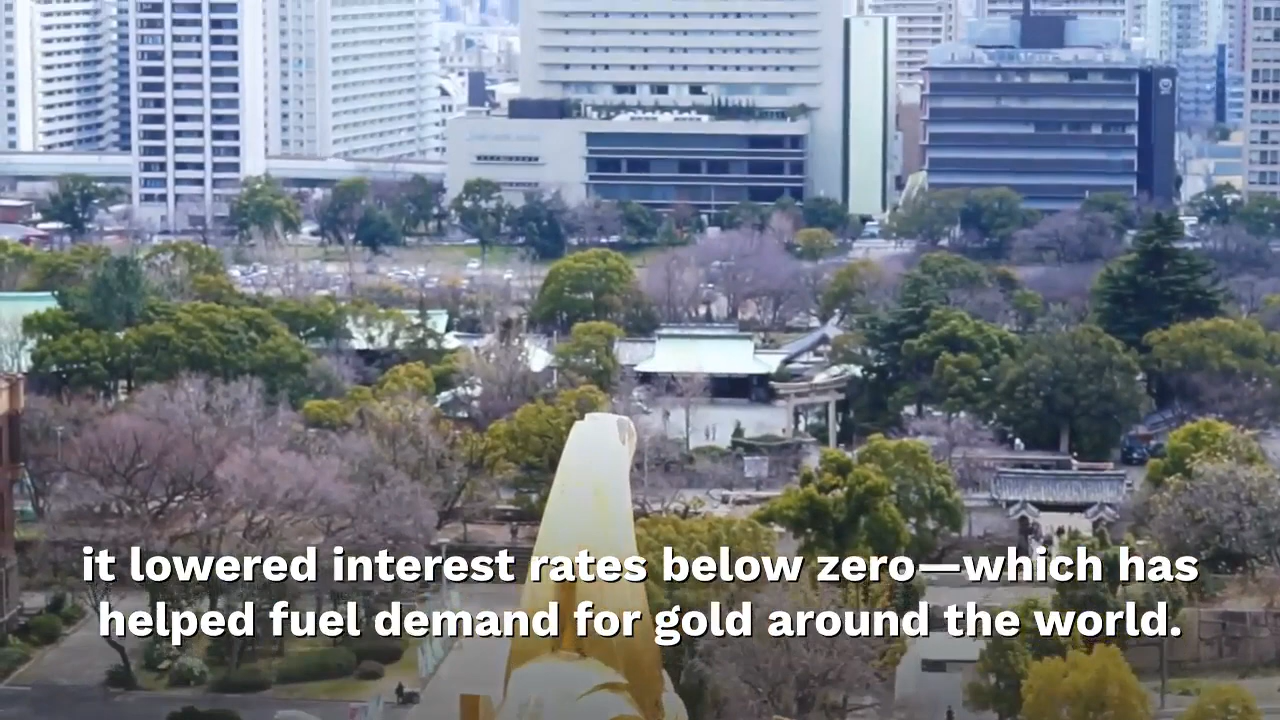 it lowered interest rates below zero—which has
helped fuel demand for gold around the world.